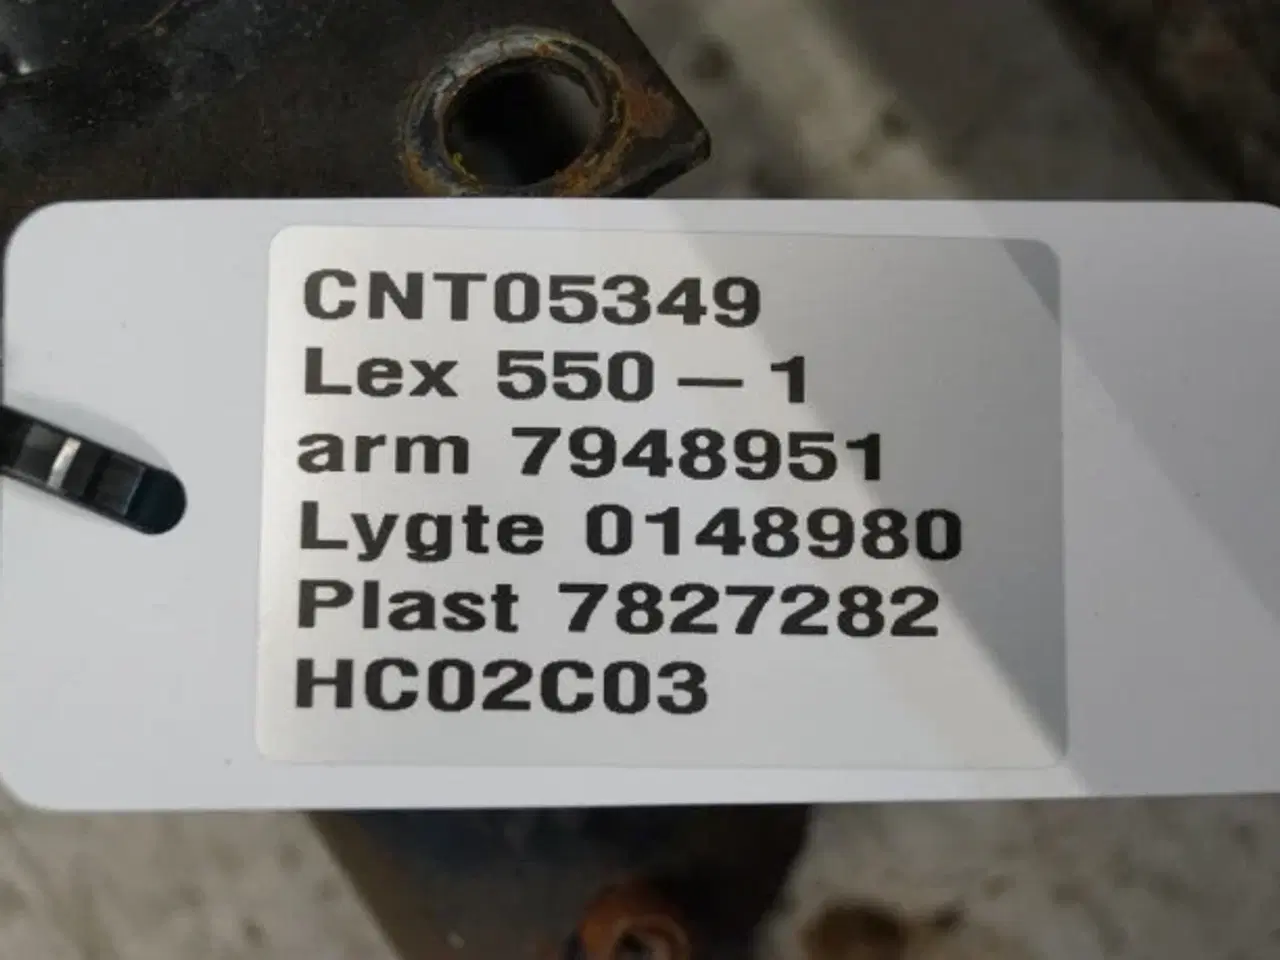 CNT05349
Lex 550 — 1
arm 7948951
Lygte 0148980
Plast 7827282
HC02C03